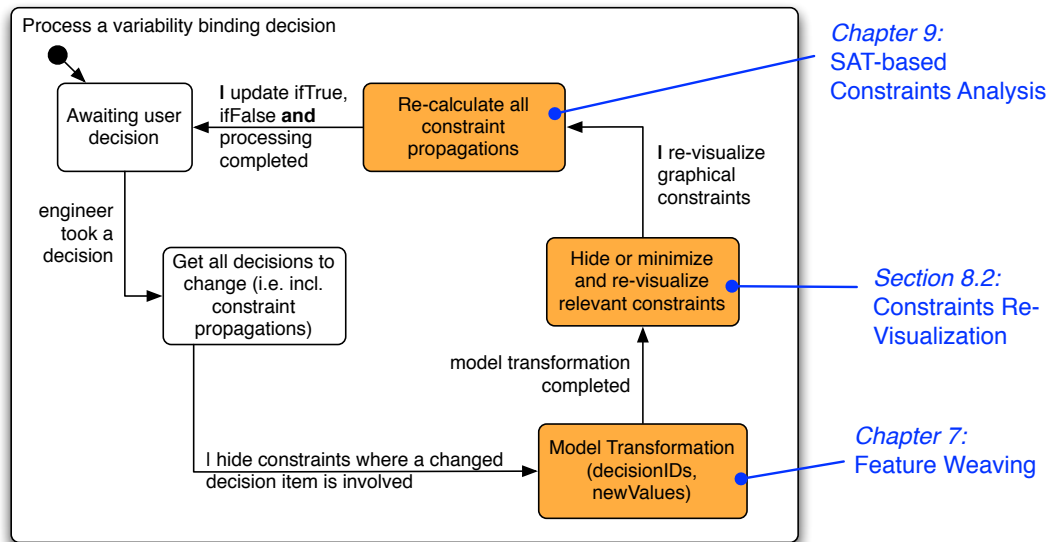 Process a variability binding decision
Awaiting user
decision
I update ifTrue,
ifFalse and
processing
completed
Re-calculate all
constraint
propagations
Chapter 9:
SAT-based
Constraints Analysis
I re-visualize
graphical
constraints
engineer
took a
decision
Get all decisions to
change (i.e. incl.
constraint
propagations)
Hide or minimize
and re-visualize
relevant constraints
Section 8.2:
Constraints Re-
Visualization
model transformation
completed
I hide constraints where a changed
decision item is involved
Model Transformation
(decisionIDs,
newValues)
Chapter 7:
Feature Weaving